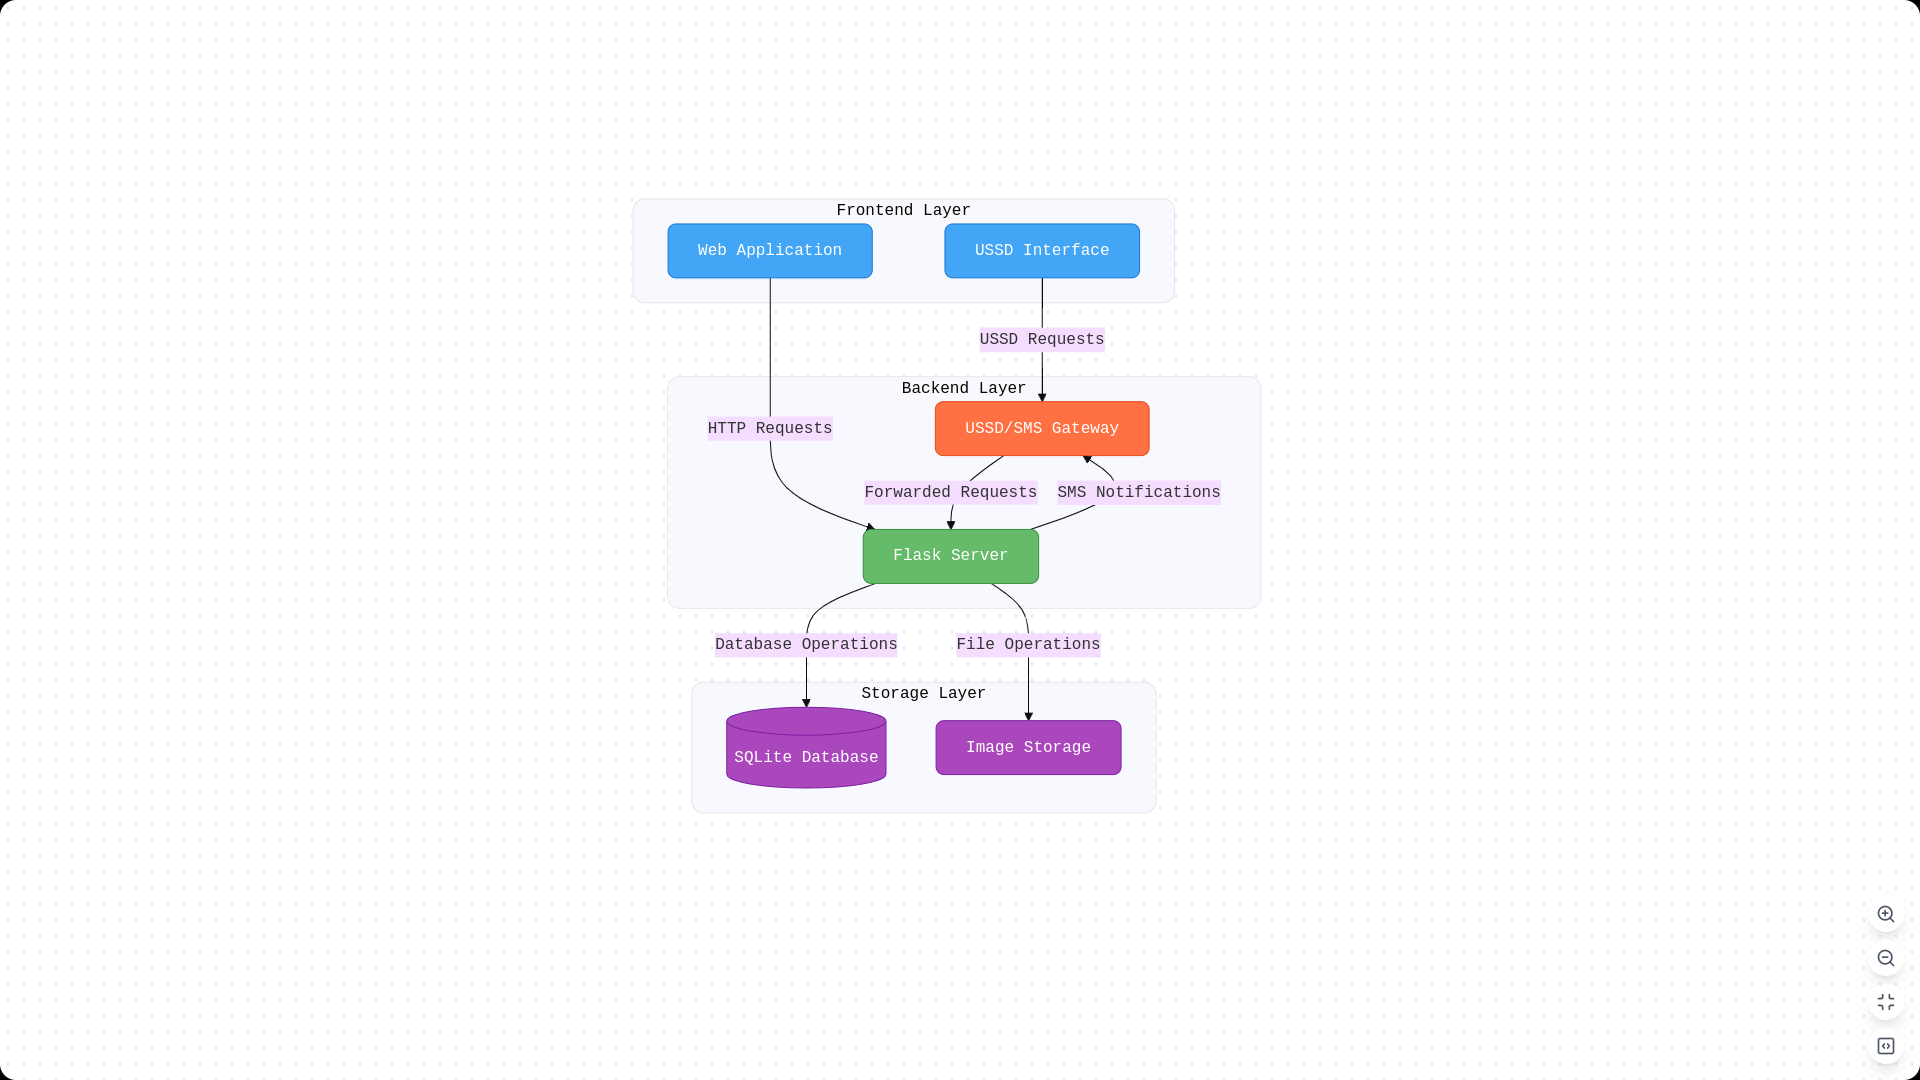 Frontend Layer
Web Application
USSD Interface
USSD Requests
Backend Layer
HTTP Requests
USSD/SMS Gateway
Forwarded Requests
SMS Notifications
Flask Server
Database Operations
File Operations
Storage Layer
SQLite Database
Image Storage